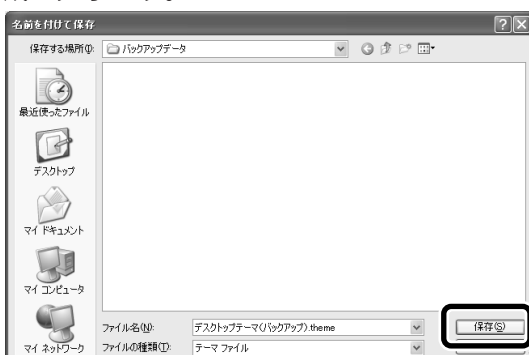 名前を付けて保存
保存する場所(I): バックアップデータ
最近使ったファイル
デスクトップ
マイ ドキュメント
マイ コンピュータ
マイ ネットワーク
ファイル名(N): デスクトップテーマ(バックアップ).theme 保存(S)
ファイルの種類(T): テーマ ファイル